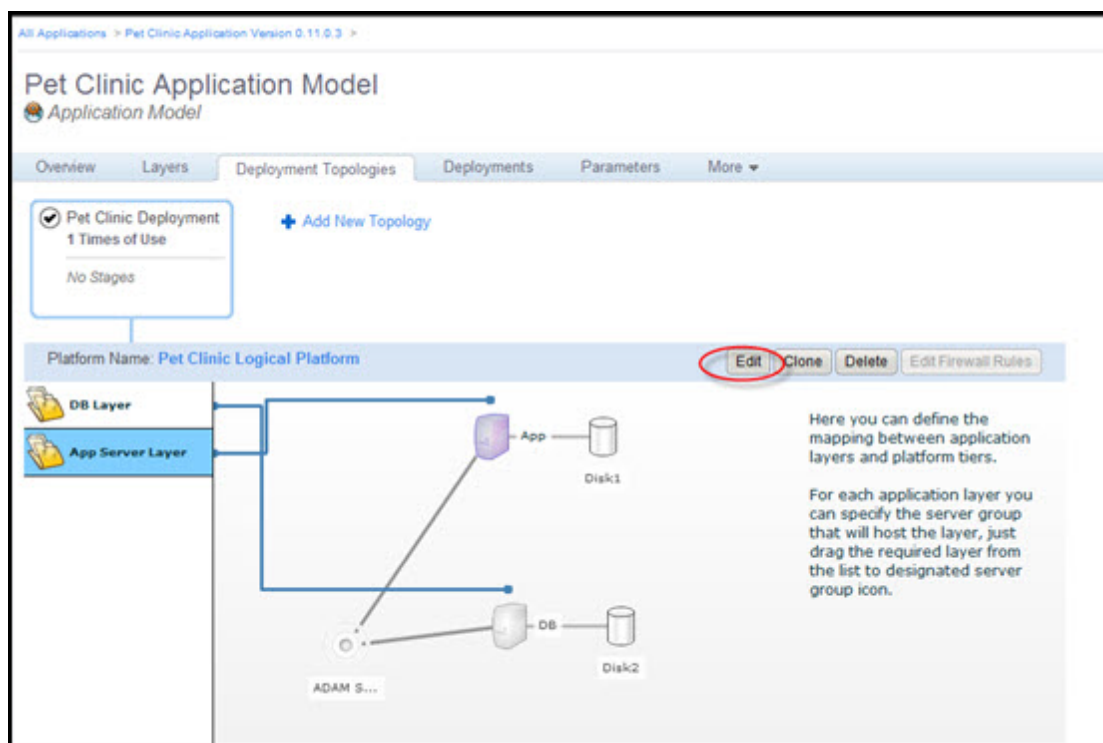 All Applications > Pet Clinic Application Version 0.11.0.3 >
Pet Clinic Application Model
Application Model
Overview Layers Deployment Topologies Deployments Parameters More
Pet Clinic Deployment
1 Times of Use
No Stages
Add New Topology
Platform Name: Pet Clinic Logical Platform
Edit Clone Delete Edit Firewall Rules
DB Layer
App Server Layer
App
Disk1
DB
Disk2
ADAM S...
Here you can define the
mapping between application
layers and platform tiers.
For each application layer you
can specify the server group
that will host the layer, just
drag the required layer from
the list to designated server
group icon.